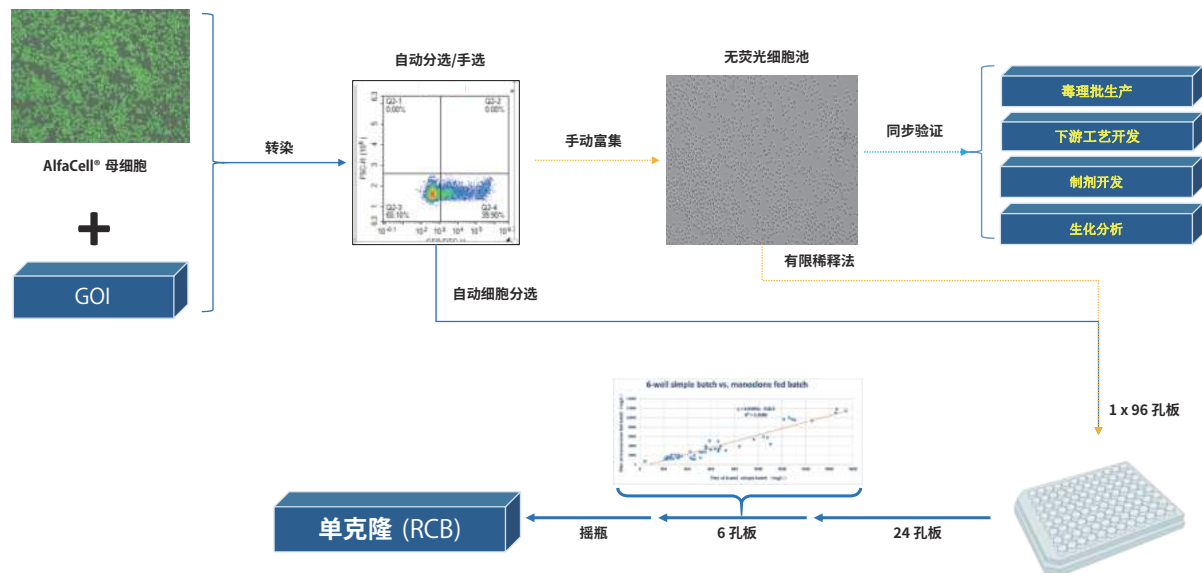 AlfaCell® 母细胞
GOI
转染
自动分选/手选
Q2-1
0.00%
Q2-2
0.00%
Q2-3
Q2-4
手动富集
无荧光细胞池
同步验证
毒理批生产
下游工艺开发
制剂开发
生化分析
自动细胞分选
有限稀释法
1 x 96 孔板
6-well simple batch vs. monoclone fed batch
24 孔板
6 孔板
摇瓶
单克隆 (RCB)